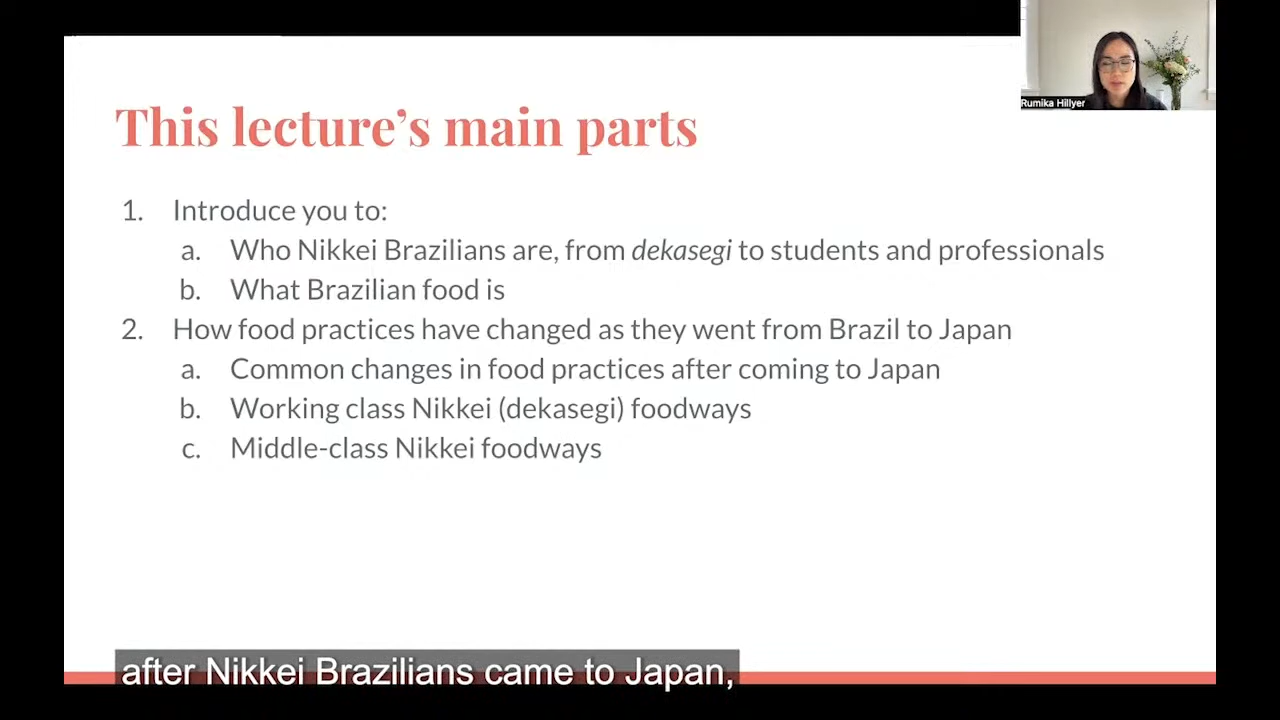 Rumika Hillyer
This lecture’s main parts
1. Introduce you to:
a. Who Nikkei Brazilians are, from dekasegi to students and professionals
b. What Brazilian food is
2. How food practices have changed as they went from Brazil to Japan
a. Common changes in food practices after coming to Japan
b. Working class Nikkei (dekasegi) foodways
c. Middle-class Nikkei foodways
after Nikkei Brazilians came to Japan,